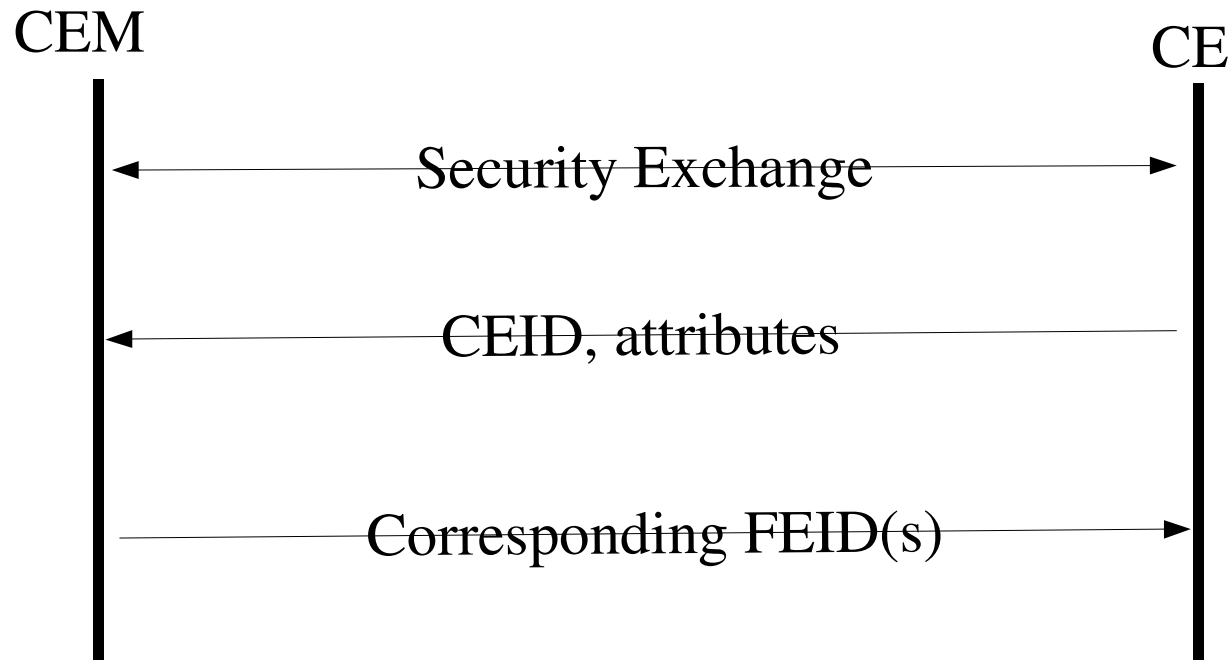 CEM
CE
Security Exchange
CEID, attributes
Corresponding FEID(s)